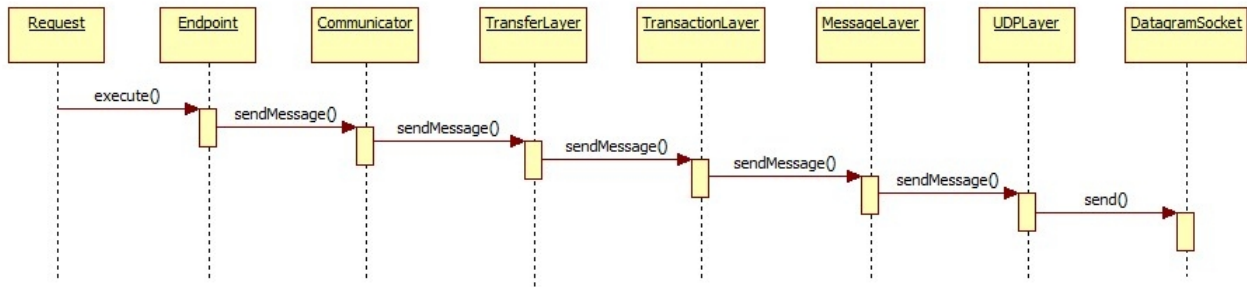 Request
Endpoint
Communicator
TransferLayer
TransactionLayer
MessageLayer
UDPLayer
DatagramSocket
execute()
sendMessage()
sendMessage()
sendMessage()
sendMessage()
sendMessage()
send()